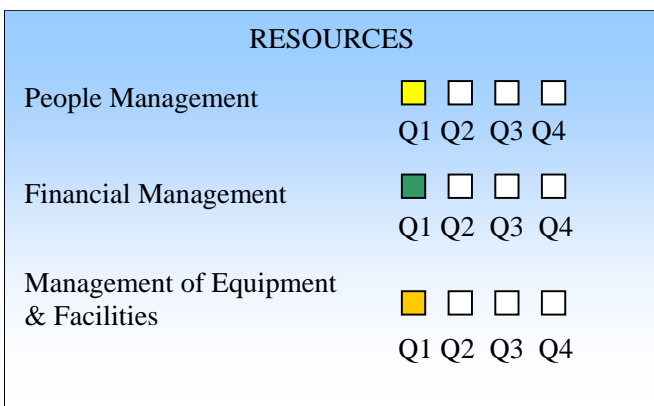 RESOURCES
People Management
Q1 Q2 Q3 Q4
Financial Management
Q1 Q2 Q3 Q4
Management of Equipment
& Facilities
Q1 Q2 Q3 Q4